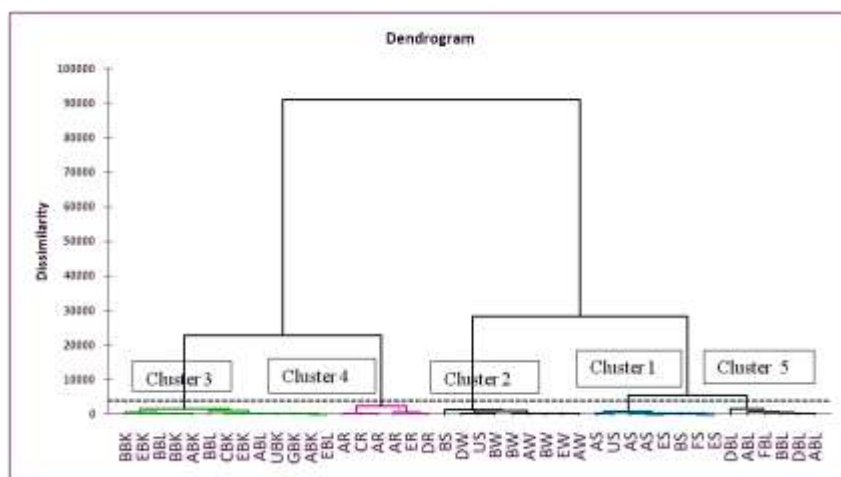 Dendrogram
100000
90000
80000
70000
60000
50000
40000
30000
20000
10000
0
Dissimilarity
Cluster 3
Cluster 4
Cluster 2
Cluster 1
Cluster 5
BBK
EBK
BBL
BBK
ABK
BBL
CBK
EBK
ABL
UBK
GBK
ABK
EBL
AR
CR
AR
AR
ER
DR
BS
DW
US
BW
BW
AW
BW
EW
AW
AS
US
AS
AS
ES
BS
FS
ES
DBL
ABL
FBL
BBL
DBL
ABL